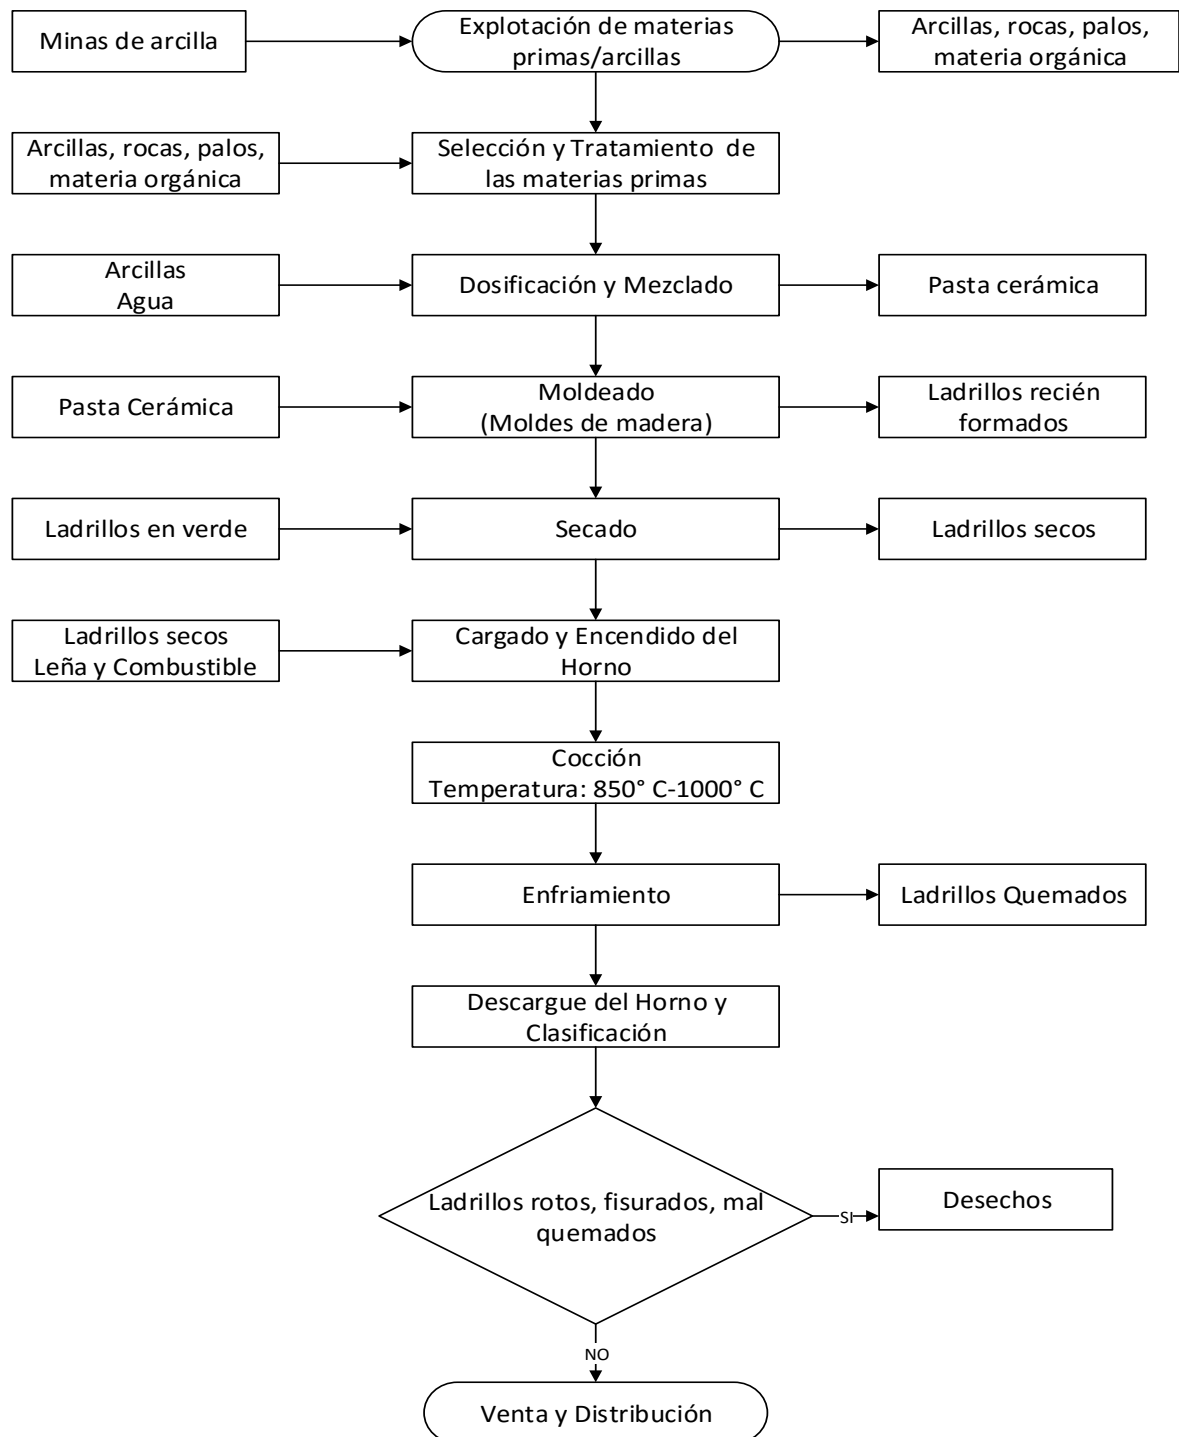 Minas de arcilla
Explotación de materias
primas/arcillas
Arcillas, rocas, palos,
materia orgánica
Arcillas, rocas, palos,
materia orgánica
Selección y Tratamiento de
las materias primas
Arcillas
Agua
Dosificación y Mezclado
Pasta cerámica
Pasta Cerámica
Moldeado
(Moldes de madera)
Ladrillos recién
formados
Ladrillos en verde
Secado
Ladrillos secos
Ladrillos secos
Leña y Combustible
Cargado y Encendido del
Horno
Cocción
Temperatura: 850° C-1000° C
Enfriamiento
Ladrillos Quemados
Descargue del Horno y
Clasificación
Ladrillos rotos, fisurados, mal
quemados
SI
Desechos
NO
Venta y Distribución